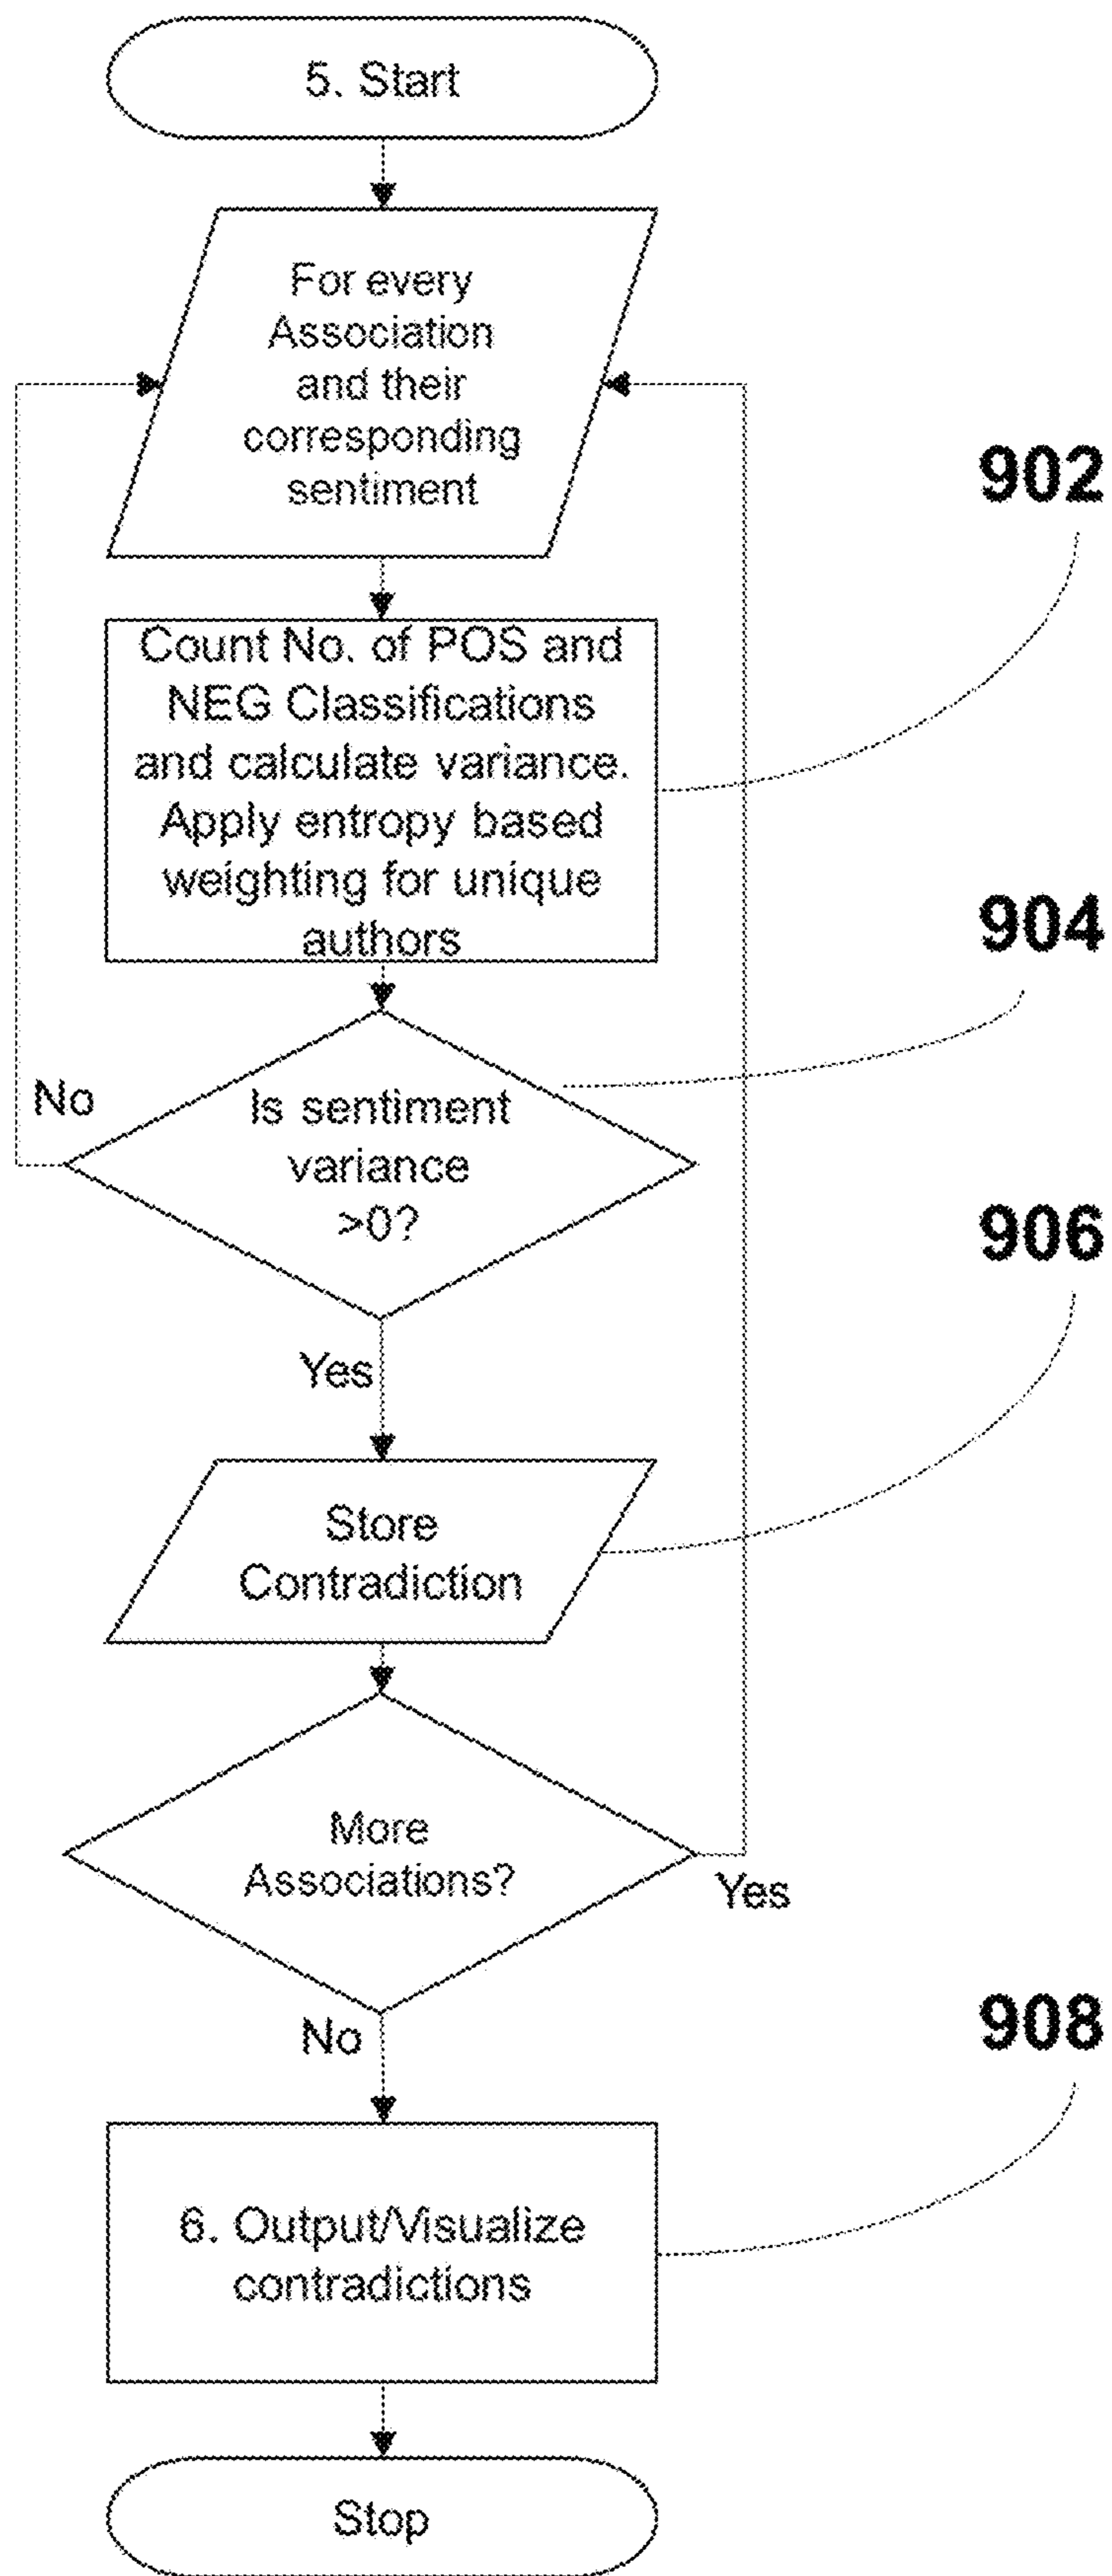 5. Start
For every
Association
and their
corresponding
sentiment
902
Count No. of POS and
NEG Classifications
and calculate variance.
Apply entropy based
weighting for unique
authors
904
No
Is sentiment
variance
>0?
906
Yes
Store
Contradiction
More
Associations?
Yes
No
908
6. Output/Visualize
contradictions
Stop